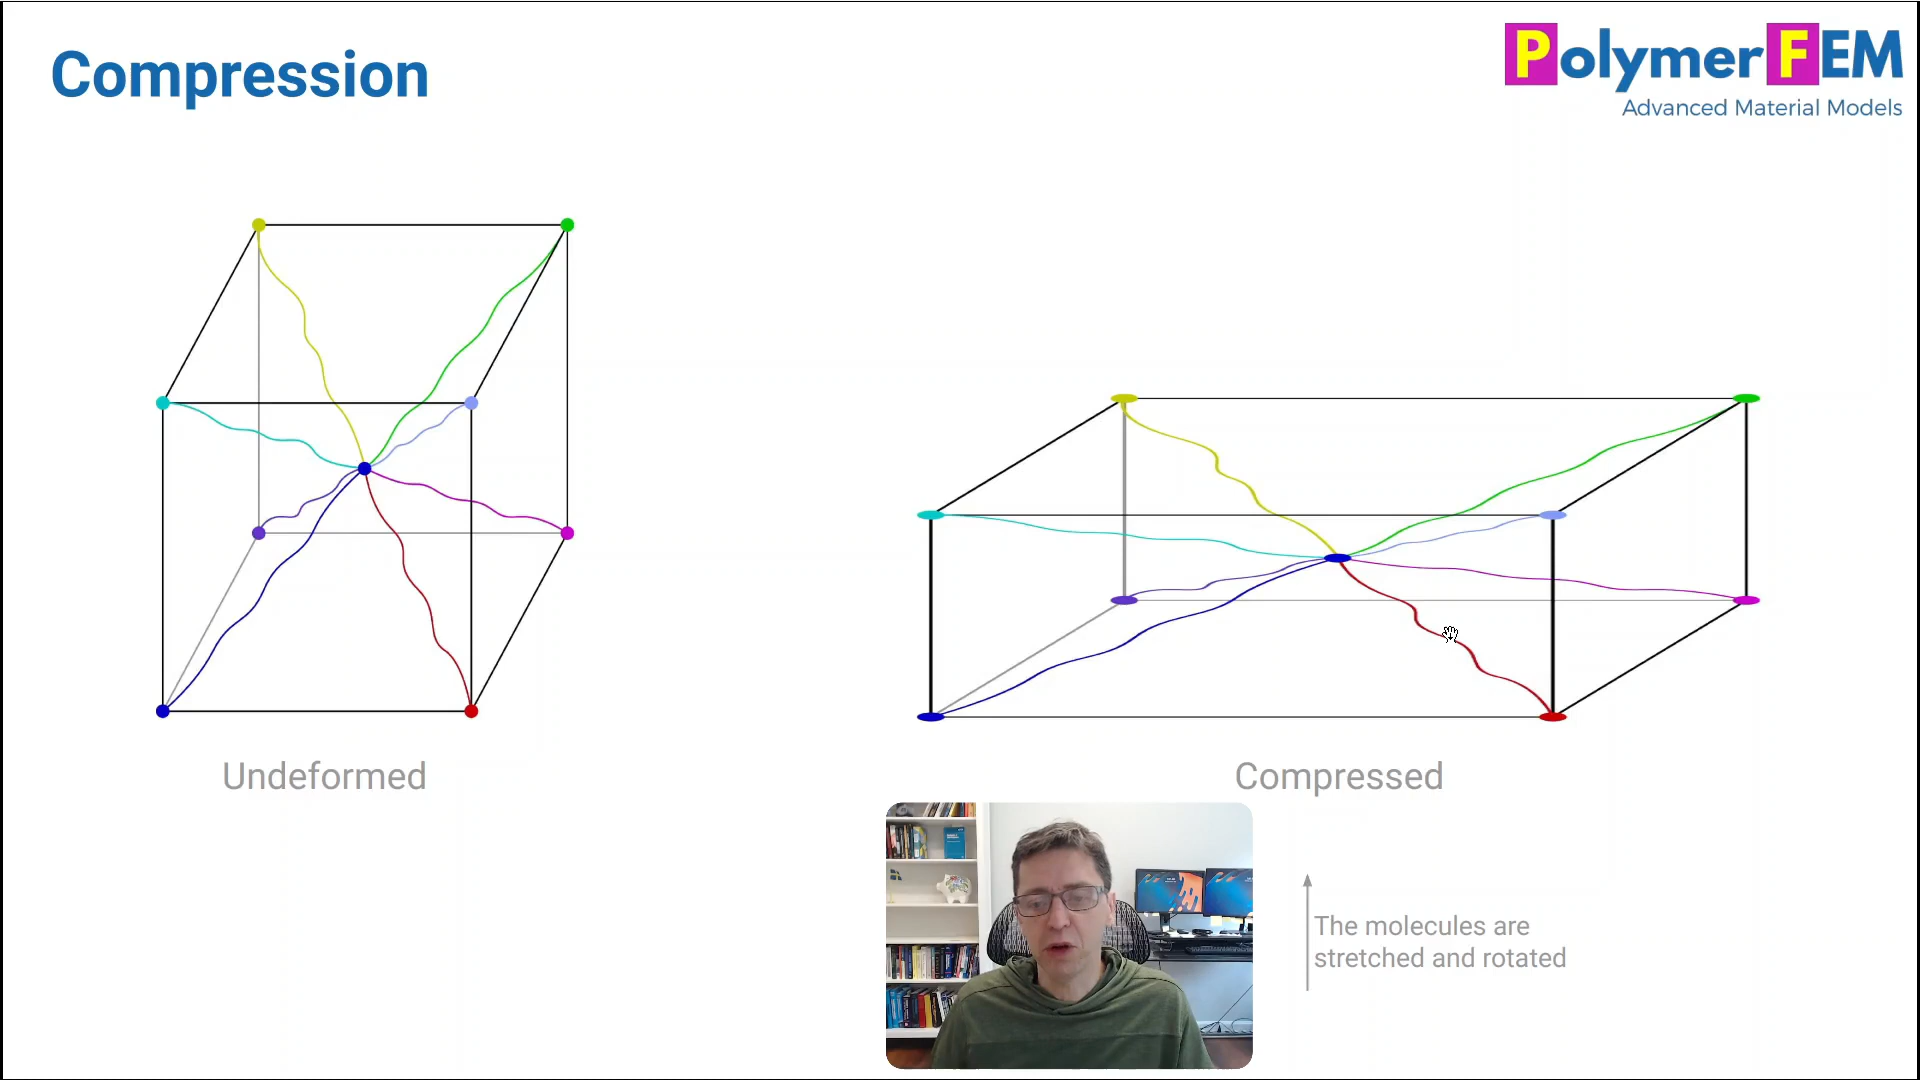 Compression
PolymerFEM
Advanced Material Models
Undeformed
Compressed
The molecules are
stretched and rotated